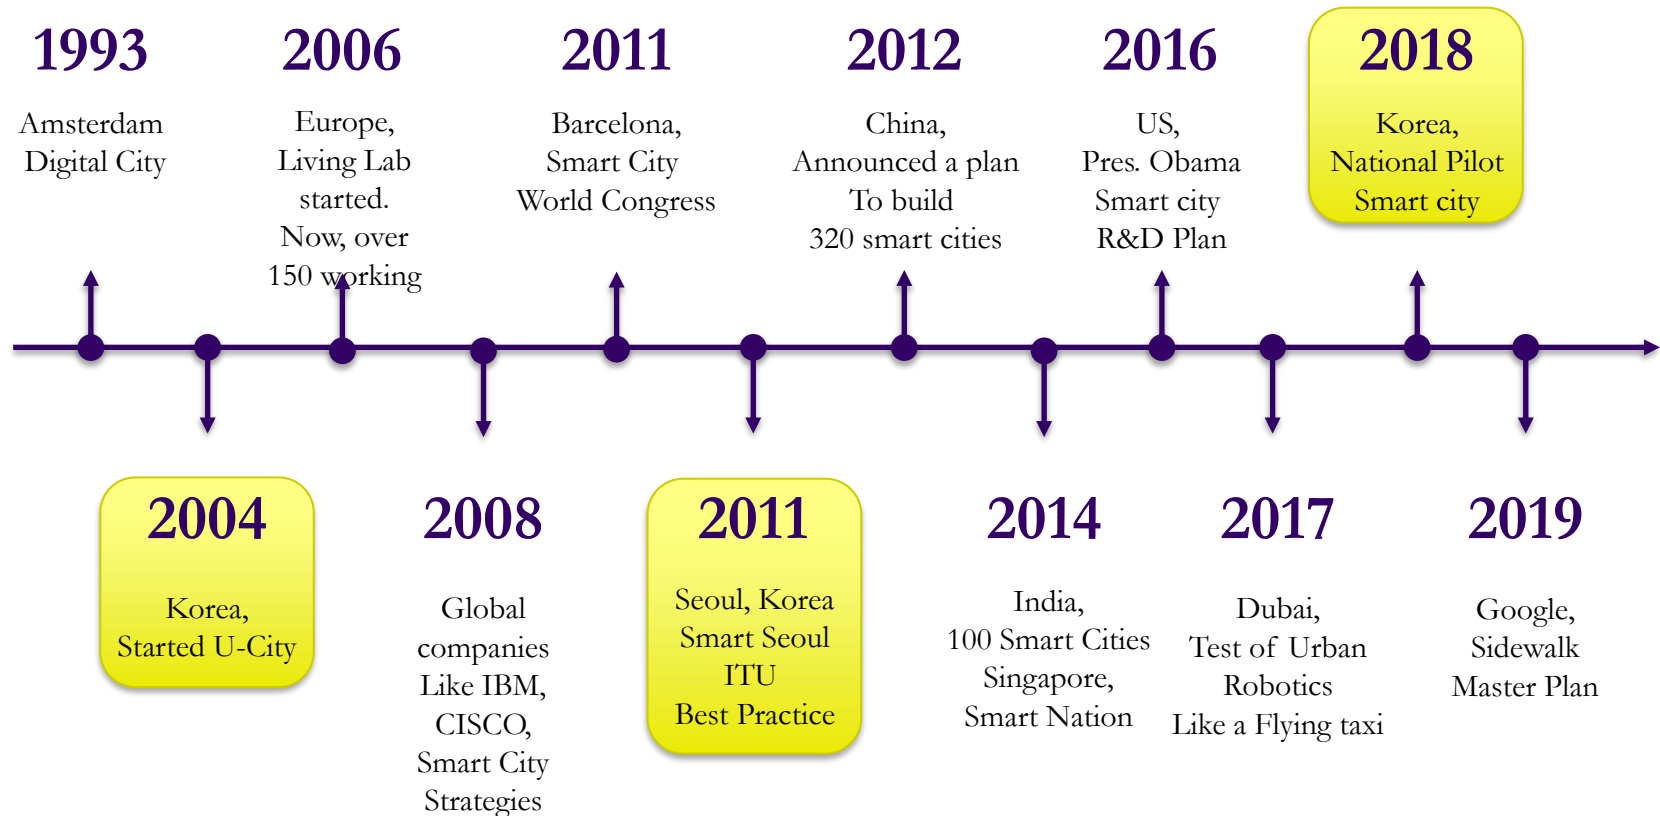 1993
Amsterdam
Digital City
2006
Europe,
Living Lab
started.
Now, over
150 working
2011
Barcelona,
Smart City
World Congress
2012
China,
Announced a plan
To build
320 smart cities
2016
US,
Pres. Obama
Smart city
R&D Plan
2018
Korea,
National Pilot
Smart city
2004
Korea,
Started U-City
2008
Global
companies
Like IBM,
CISCO,
Smart City
Strategies
2011
Seoul, Korea
Smart Seoul
ITU
Best Practice
2014
India,
100 Smart Cities
Singapore,
Smart Nation
2017
Dubai,
Test of Urban
Robotics
Like a Flying taxi
2019
Google,
Sidewalk
Master Plan